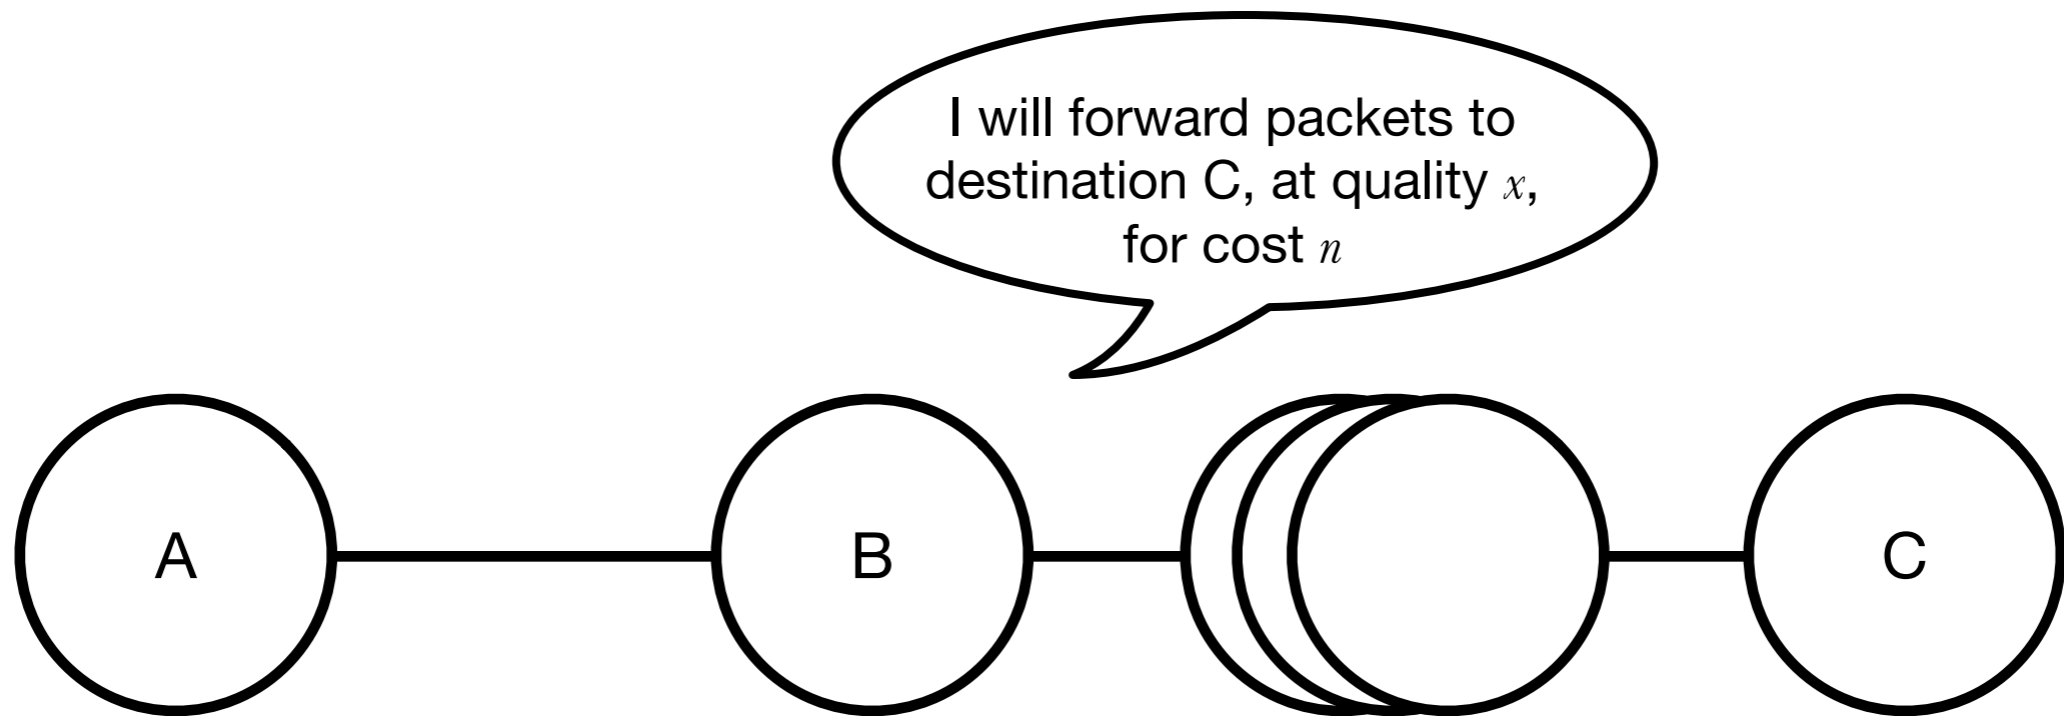 I will forward packets to
destination C, at quality x,
for cost n
A
B
C